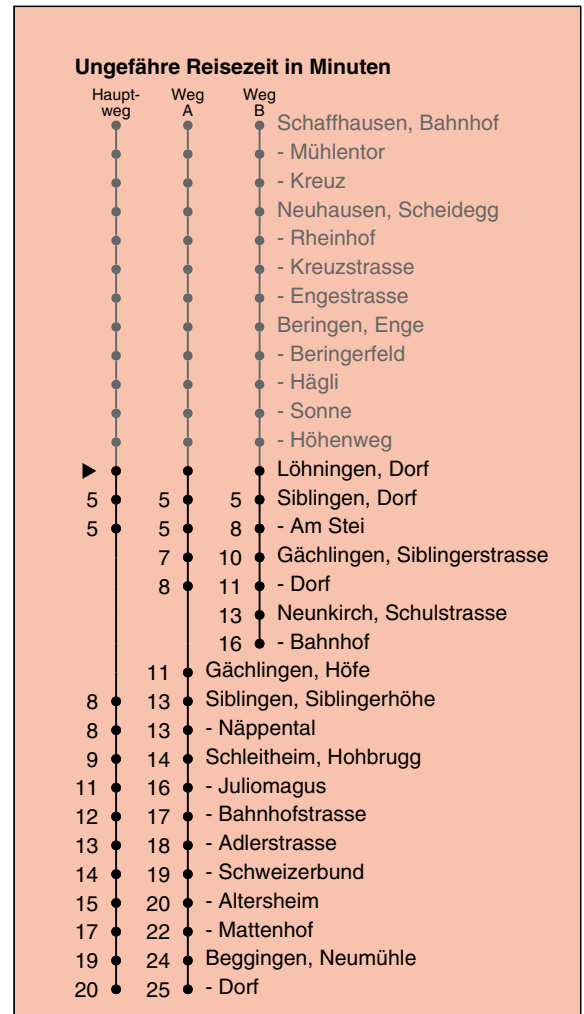 Ungefähre Reisezeit in Minuten
Haupt-
weg
Weg
A
Weg
B
Schaffhausen, Bahnhof
- Mühlentor
- Kreuz
Neuhausen, Scheidegg
- Rheinhof
- Kreuzstrasse
- Engestrasse
Beringen, Enge
- Beringerfeld
- Hägli
- Sonne
- Höhenweg
Löhningen, Dorf
5 5 5 Siblingen, Dorf
5 5 8 - Am Stei
7 10 Gächlingen, Siblingerstrasse
8 11 - Dorf
13 Neunkirch, Schulstrasse
16 - Bahnhof
11 Gächlingen, Höfe
8 13 Siblingen, Siblingerhöhe
8 13 - Näppental
9 14 Schleitheim, Hohbrugg
11 16 - Juliomagus
12 17 - Bahnhofstrasse
13 18 - Adlerstrasse
14 19 - Schweizerbund
15 20 - Altersheim
17 22 - Mattenhof
19 24 Beggingen, Neumühle
20 25 - Dorf